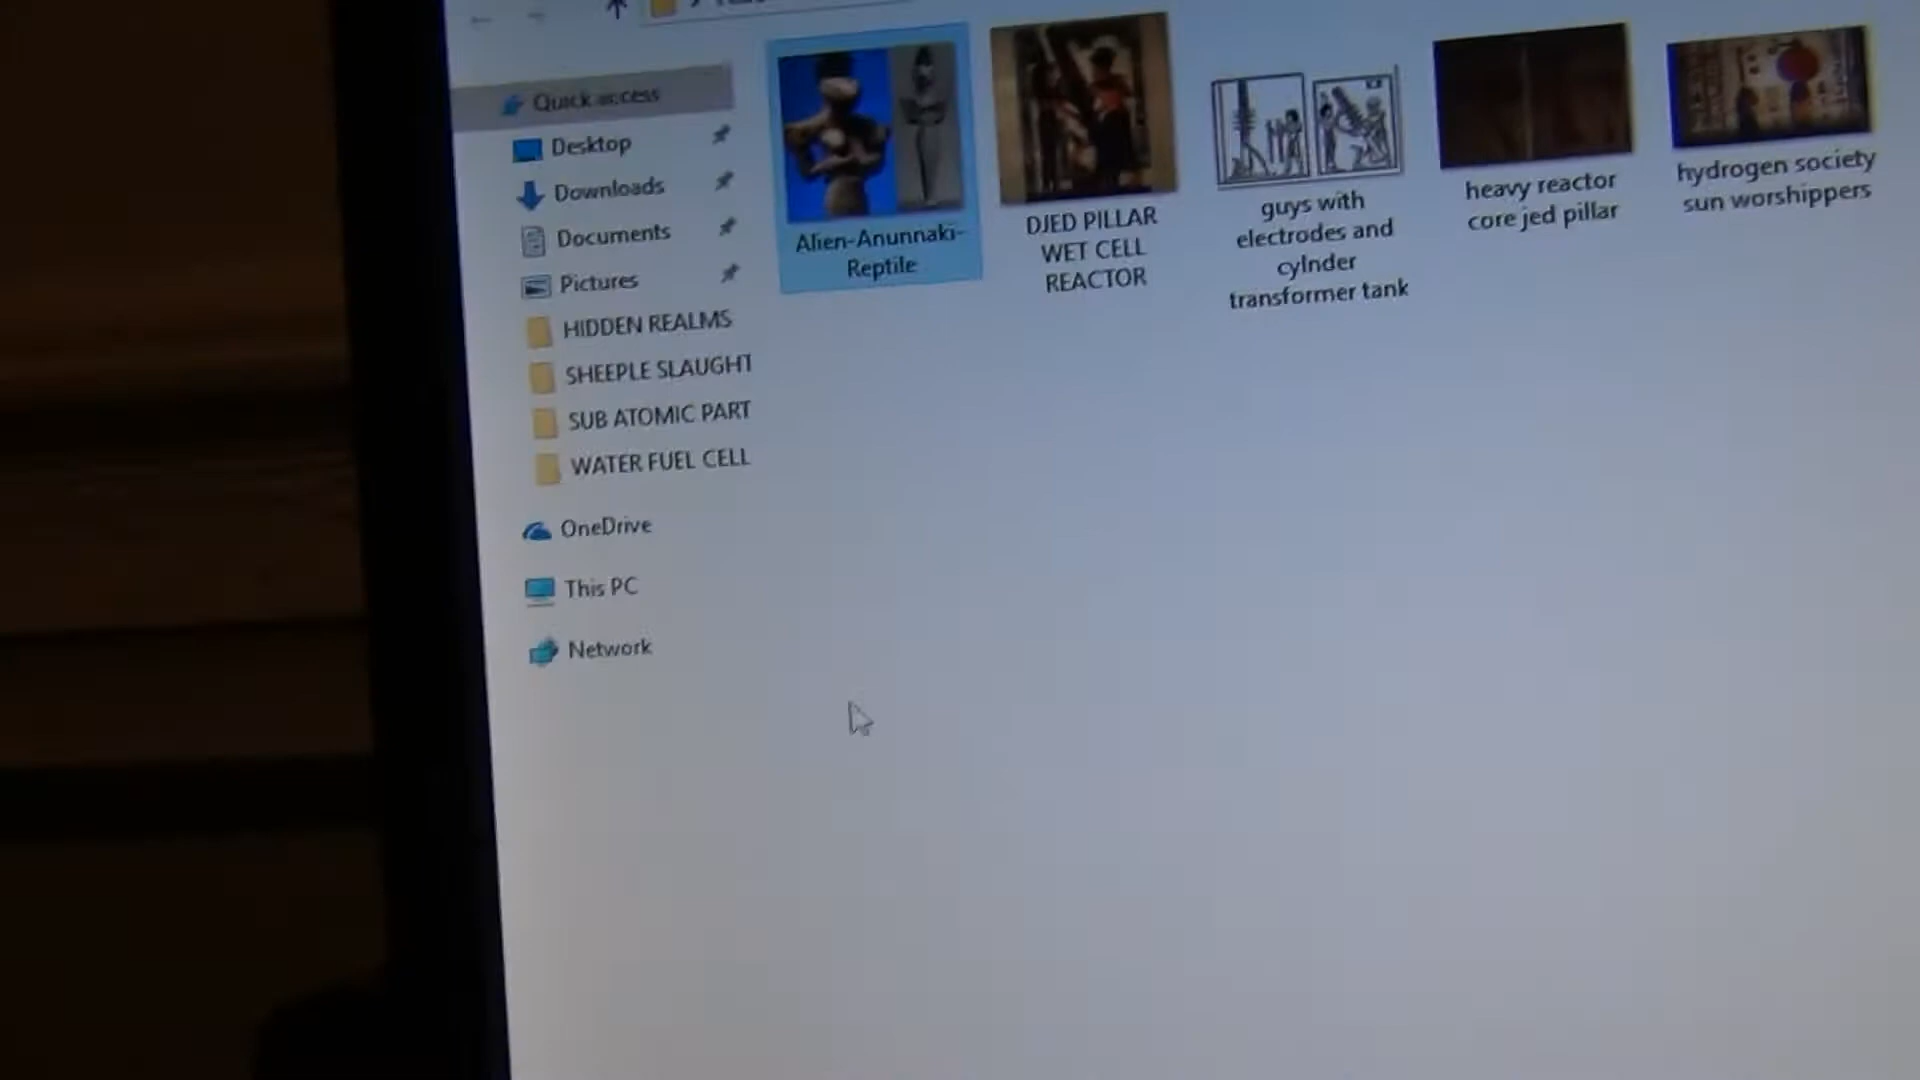 Quick access
Desktop
Downloads
Documents
Pictures
HIDDEN REALMS
SHEEPLE SLAUGHT
SUB ATOMIC PART
WATER FUEL CELL
OneDrive
This PC
Network
Alien-Anunnaki-
Reptile
DJED PILLAR
WET CELL
REACTOR
guys with
electrodes and
cylnder
transformer tank
heavy reactor
core jed pillar
hydrogen society
sun worshippers